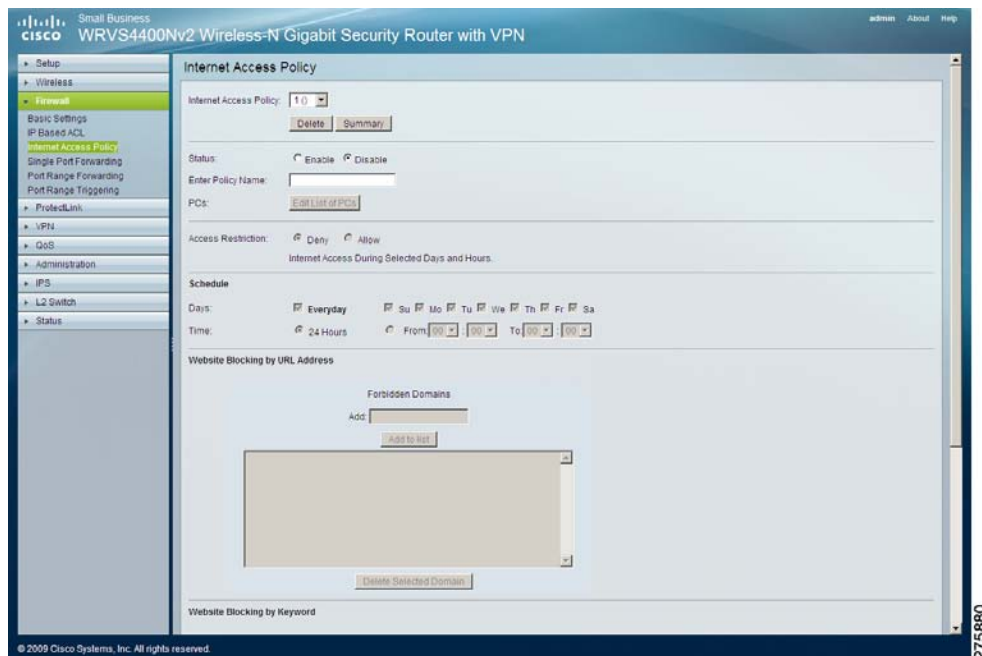 Small Business
CISCO WRVS4400Nv2 Wireless-N Gigabit Security Router with VPN
admin About Help
Setup
Wireless
Firewall
Basic Settings
IP Based ACL
Internet Access Policy
Single Port Forwarding
Port Range Forwarding
Port Range Triggering
ProtectLink
VPN
QoS
Administration
IPS
L2 Switch
Status
Internet Access Policy
Internet Access Policy: 1 ()
Delete Summary
Status: Enable Disable
Enter Policy Name:
PCs: Edit List of PCs
Access Restriction: Deny Allow
Internet Access During Selected Days and Hours.
Schedule
Days: Everyday Su Mo Tu We Th Fr Sa
Time: 24 Hours From: 00 : 00 To: 00 : 00
Website Blocking by URL Address
Forbidden Domains
Add:
Add to list
Delete Selected Domain
Website Blocking by Keyword
© 2009 Cisco Systems, Inc. All rights reserved.
275880